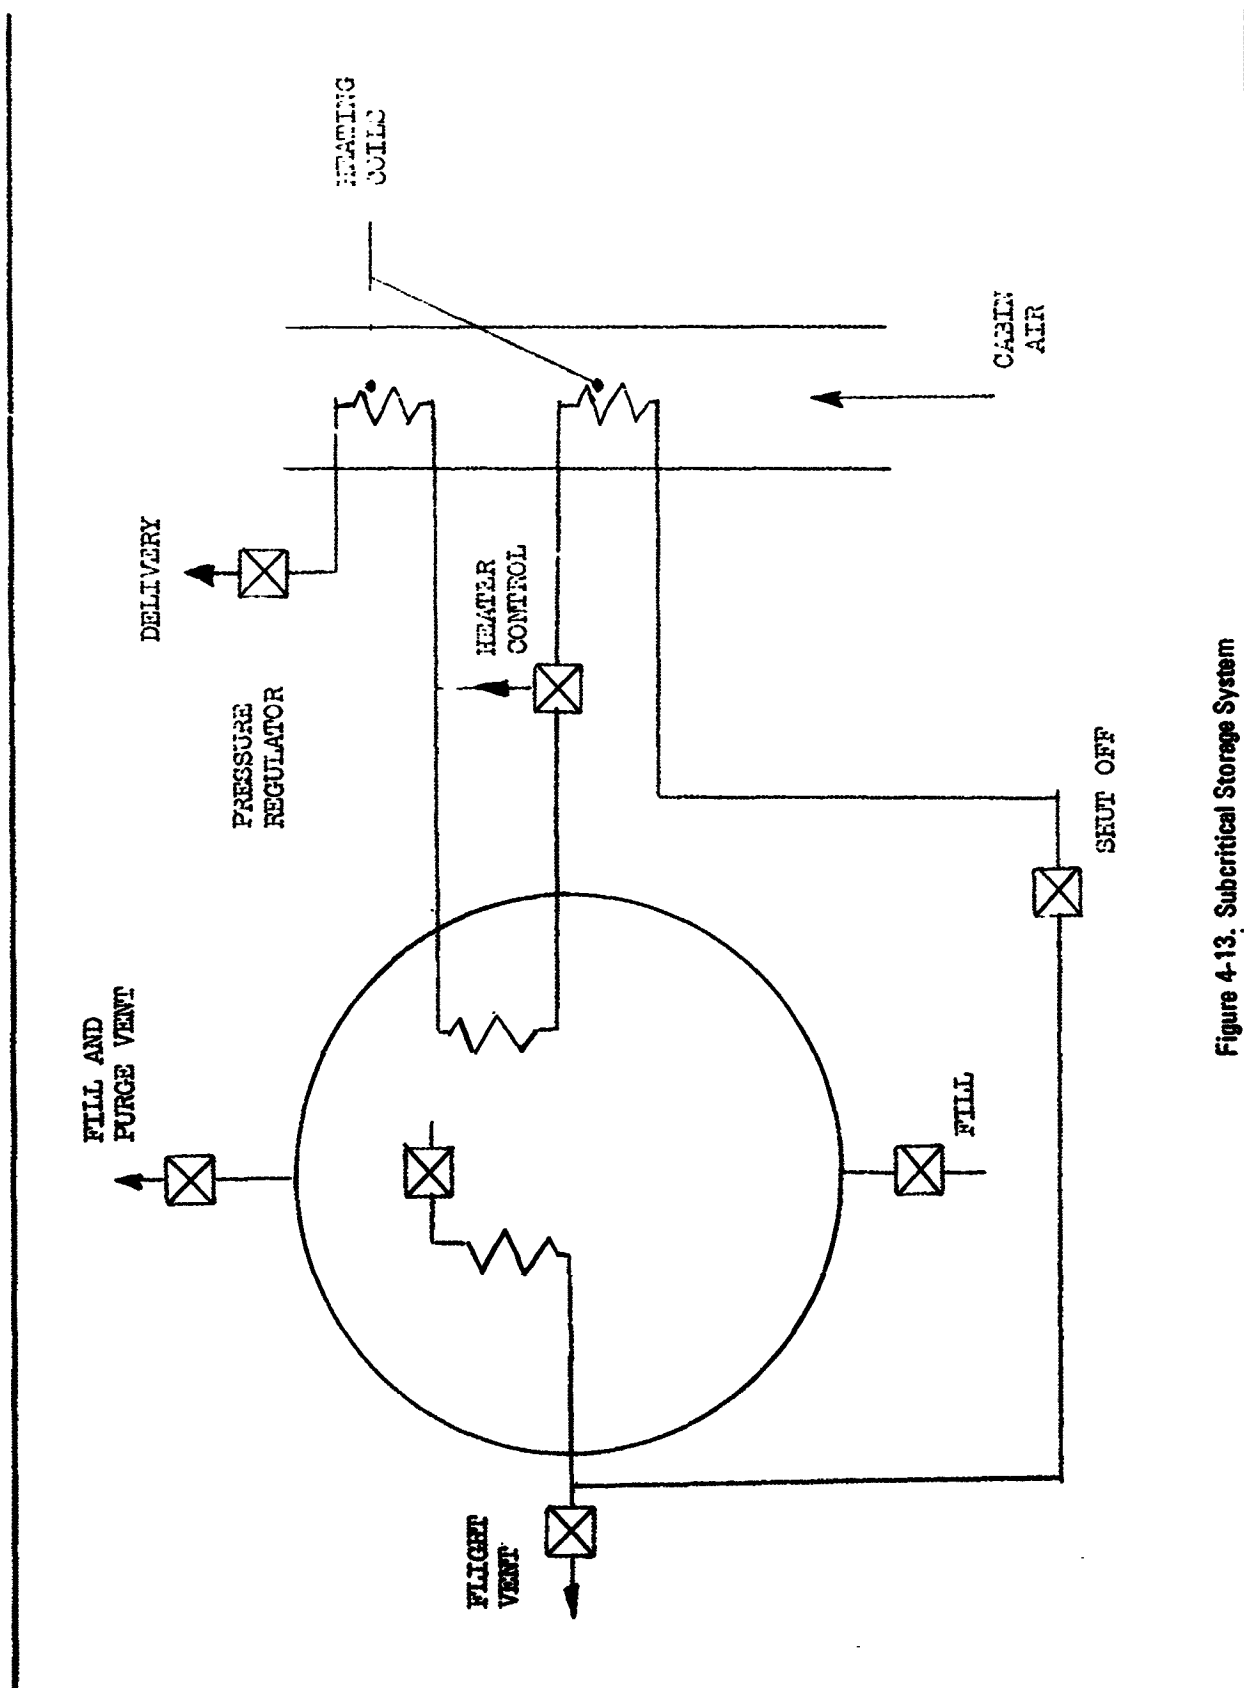 HEATING
COILS
CABIN
AIR
DELIVERY
PRESSURE
REGULATOR
HEATER
CONTROL
SHUT OFF
FILL AND
PURGE VENT
FILL
FLIGHT
VENT
Figure 4-13. Subcritical Storage System